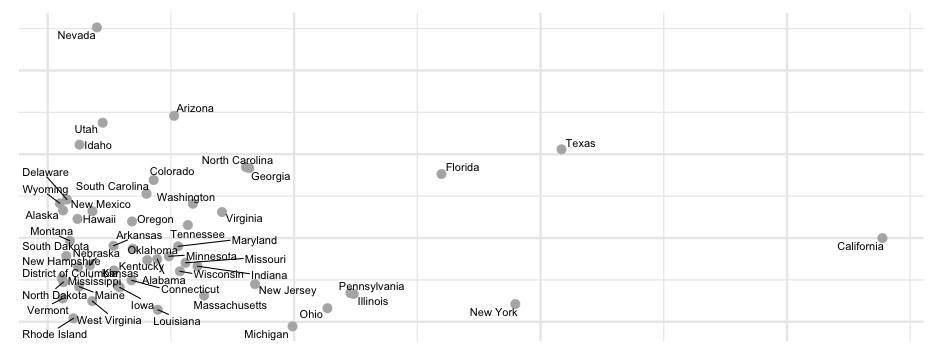 Nevada
Arizona
Utah
Idaho
Texas
North Carolina
Georgia
Florida
Colorado
Delaware
South Carolina
Wyoming
Washington
New Mexico
Alaska
Hawaii
Oregon
Virginia
Montana
Arkansas
Tennessee
Maryland
California
South Dakota
Nebraska
Oklahoma
Minnesota
Missouri
New Hampshire
Kentucky
District of Columbia
Kansas
Wisconsin
Indiana
Mississippi
Alabama
Connecticut
New Jersey
Pennsylvania
North Dakota
Maine
Iowa
Massachusetts
Illinois
Vermont
West Virginia
Louisiana
Ohio
New York
Rhode Island
Michigan